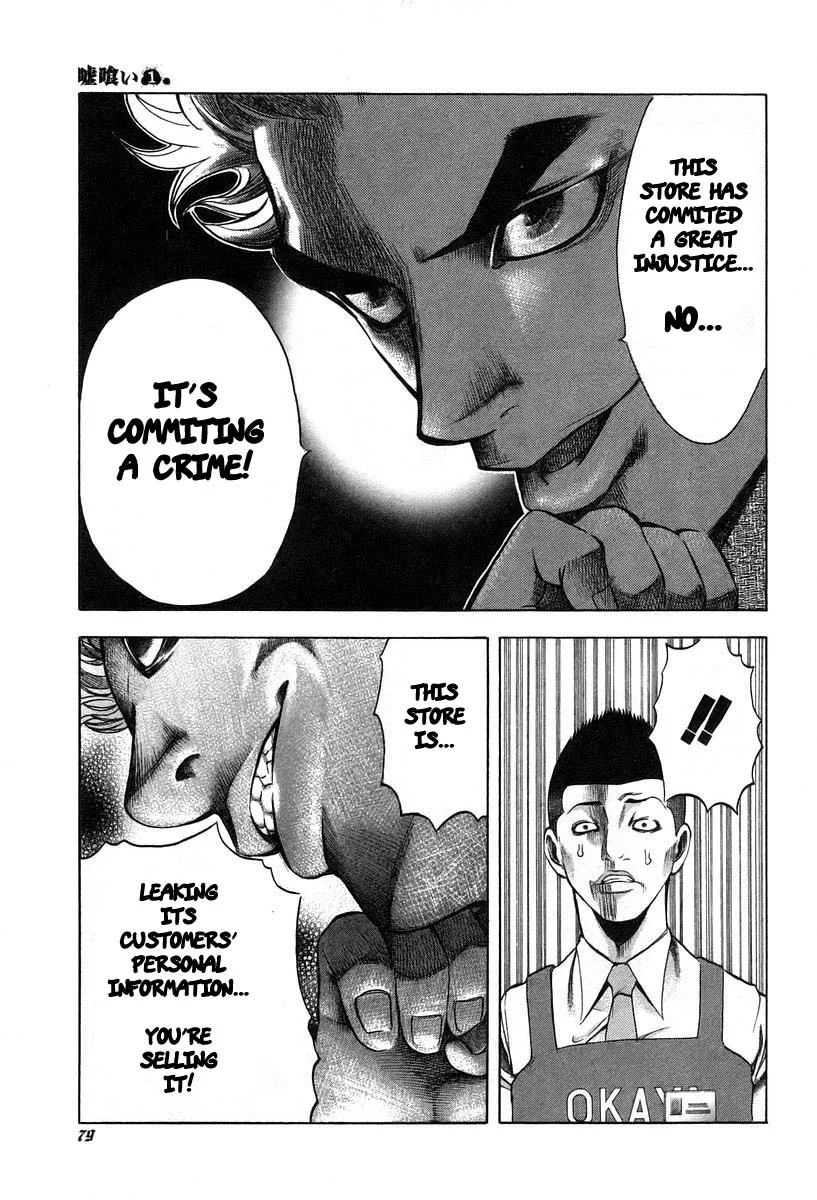 嘘喰い 1.
THIS
STORE HAS
COMMITED
A GREAT
INJUSTICE...
NO...
IT'S
COMMITING
A CRIME!
!!
THIS
STORE
IS...
LEAKING
ITS
CUSTOMERS'
PERSONAL
INFORMATION...
YOU'RE
SELLING
IT!
OKAYA
79